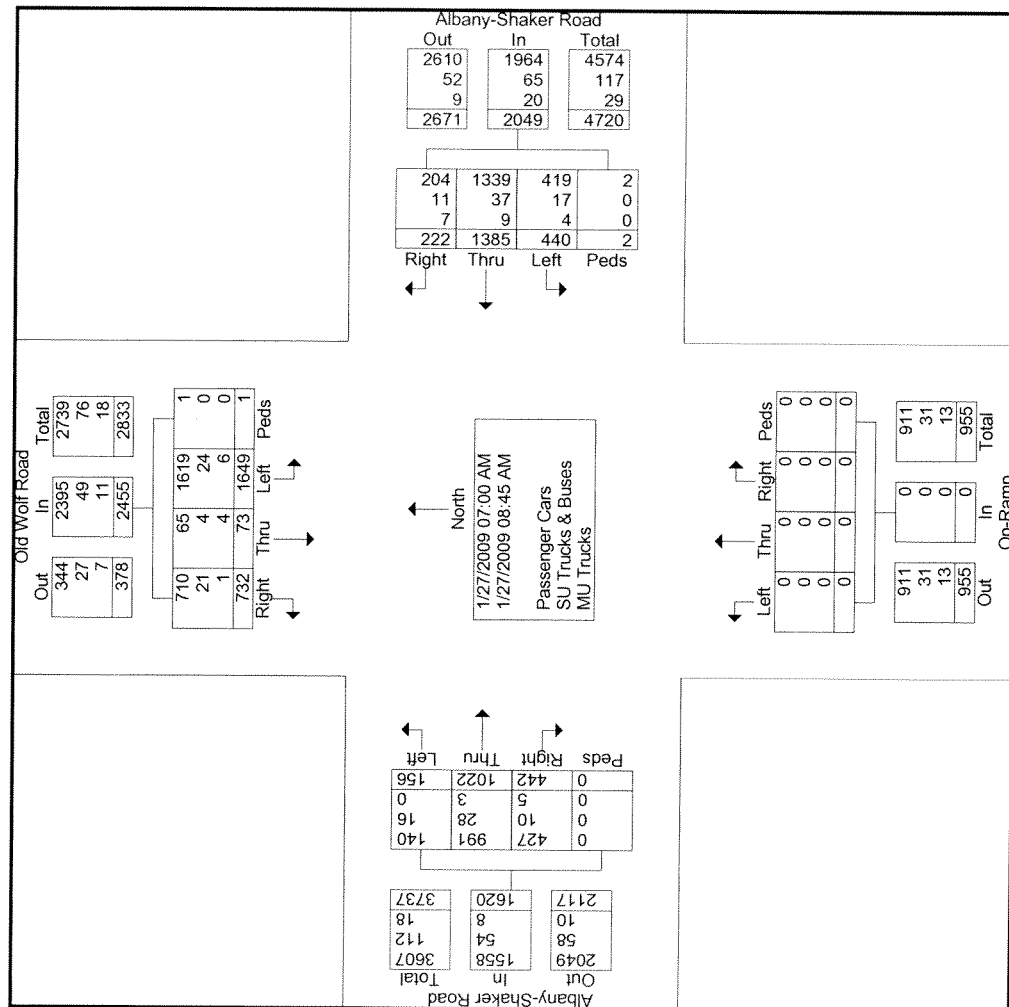 Albany-Shaker Road
Out In Total
2610 1964 4574
52 65 117
9 20 29
2671 2049 4720
204 1339 419 2
11 37 17 0
7 9 4 0
222 1385 440 2
Right Thru Left Peds
Old Wolf Road
Out In Total
344 2395 2739
27 49 76
7 11 18
378 2455 2833
710 65 1619 1
21 4 24 0
1 4 6 0
732 73 1649 1
Right Thru Left Peds
North
1/27/2009 07:00 AM
1/27/2009 08:45 AM
Passenger Cars
SU Trucks & Buses
MU Trucks
Left Thru Right Peds
0 0 0 0
0 0 0 0
0 0 0 0
0 0 0 0
911 0 911
31 0 31
13 0 13
955 0 955
Out In Total
On-Ramp
Left Thru Right Peds
156 1022 442 0
0 3 5 0
16 28 10 0
140 991 427 0
3737 1620 2117
18 8 10
112 54 58
3607 1558 2049
Total In Out
Albany-Shaker Road